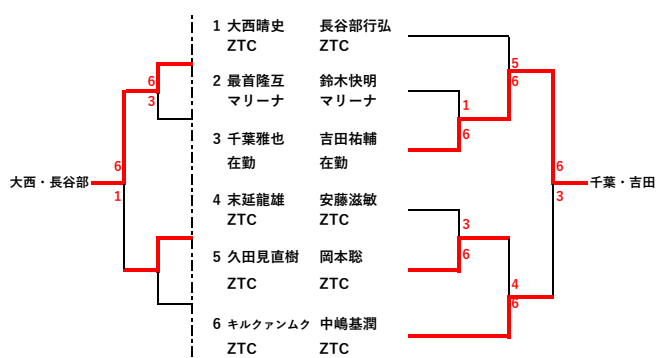 1 大西晴史 長谷部行弘
ZTC ZTC
5
6 2 最首隆互 鈴木快明 6
3 マリーナ マリーナ 1
3 千葉雅也 吉田祐輔 6
6 在勤 在勤 6
大西・長谷部 千葉・吉田
1 4 末延龍雄 安藤滋敏 3
ZTC ZTC 3
5 久田見直樹 岡本聡 6
ZTC ZTC 4
6
6 キルクァンムク 中嶋基潤
ZTC ZTC